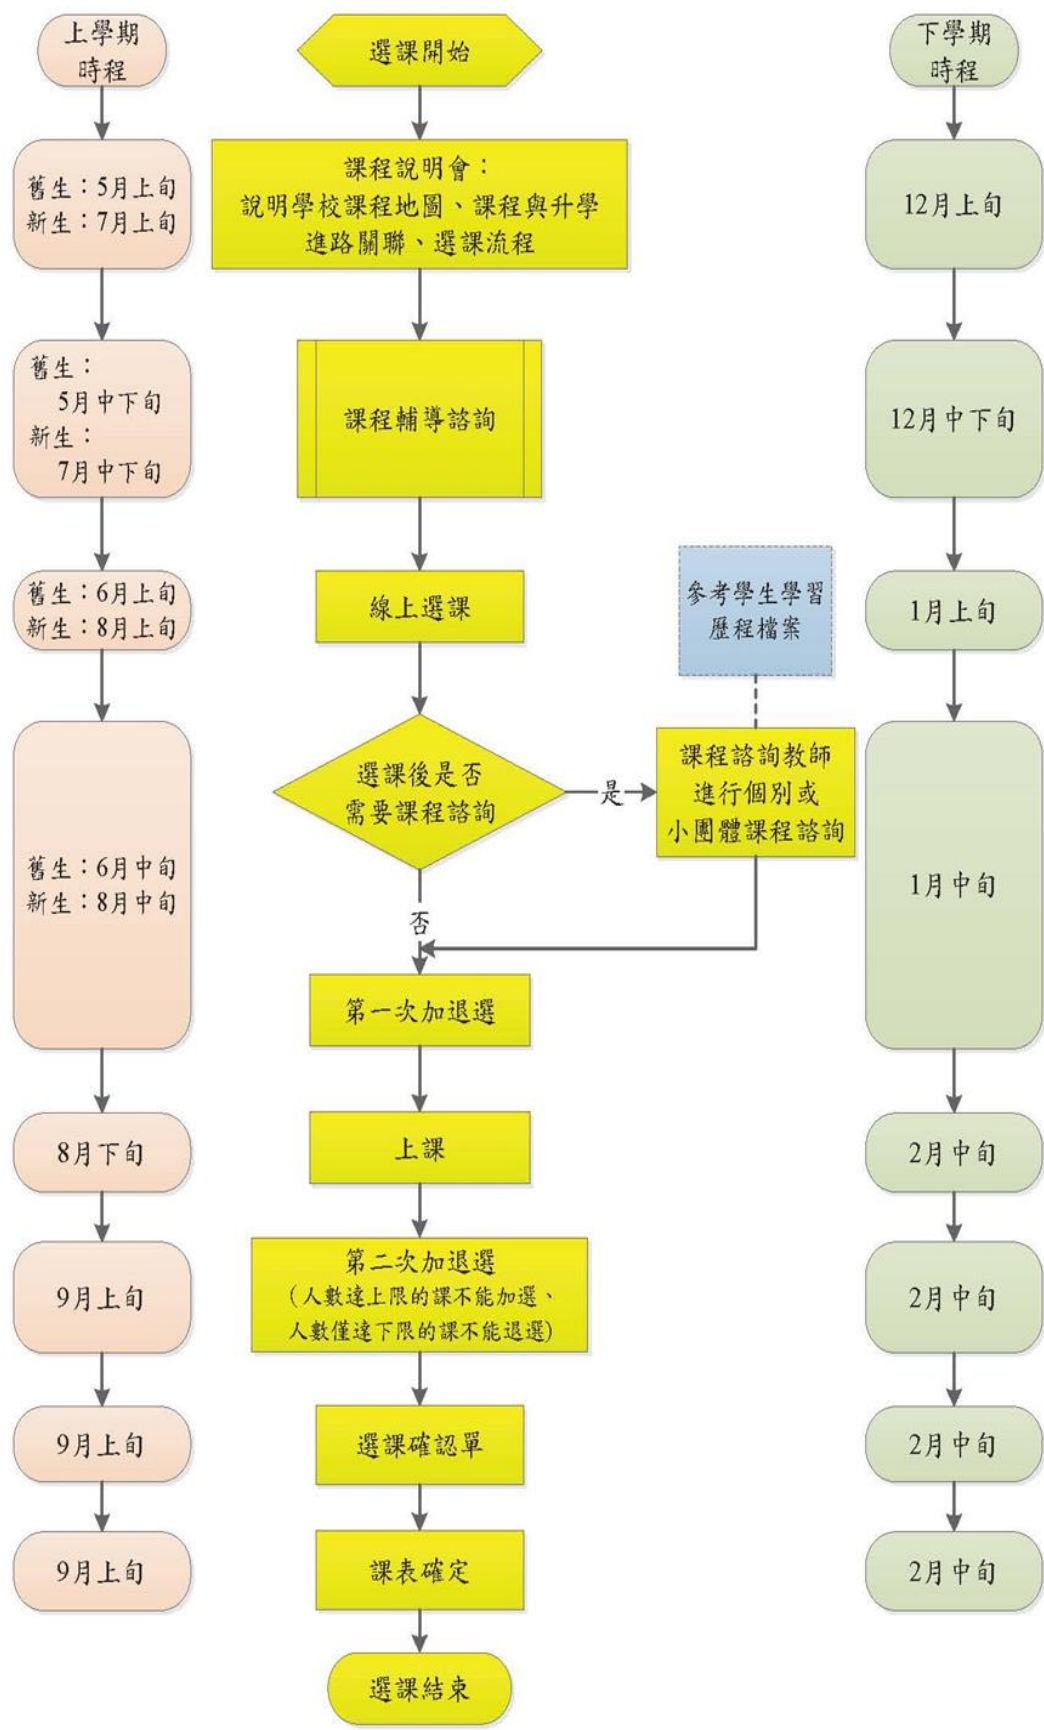 上學期
時程
選課開始
下學期
時程
舊生：5月上旬
新生：7月上旬
課程說明會：
說明學校課程地圖、課程與升學
進路關聯、選課流程
12月上旬
舊生：
5月中下旬
新生：
7月中下旬
課程輔導諮詢
12月中下旬
舊生：6月上旬
新生：8月上旬
線上選課
參考學生學習
歷程檔案
1月上旬
選課後是否
需要課程諮詢
是
課程諮詢教師
進行個別或
小團體課程諮詢
舊生：6月中旬
新生：8月中旬
1月中旬
否
第一次加退選
8月下旬
上課
2月中旬
9月上旬
第二次加退選
（人數達上限的課不能加選、
人數僅達下限的課不能退選)
2月中旬
9月上旬
選課確認單
2月中旬
9月上旬
課表確定
2月中旬
選課結束